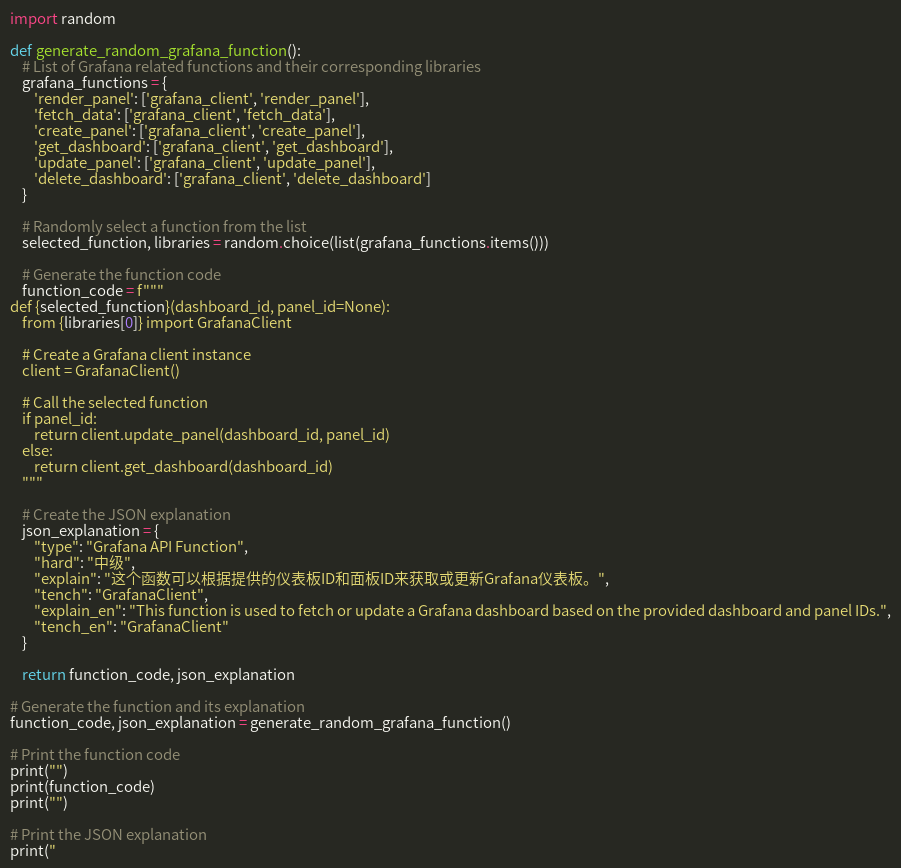 import random

def generate_random_grafana_function():
    # List of Grafana related functions and their corresponding libraries
    grafana_functions = {
        'render_panel': ['grafana_client', 'render_panel'],
        'fetch_data': ['grafana_client', 'fetch_data'],
        'create_panel': ['grafana_client', 'create_panel'],
        'get_dashboard': ['grafana_client', 'get_dashboard'],
        'update_panel': ['grafana_client', 'update_panel'],
        'delete_dashboard': ['grafana_client', 'delete_dashboard']
    }

    # Randomly select a function from the list
    selected_function, libraries = random.choice(list(grafana_functions.items()))

    # Generate the function code
    function_code = f"""
def {selected_function}(dashboard_id, panel_id=None):
    from {libraries[0]} import GrafanaClient

    # Create a Grafana client instance
    client = GrafanaClient()

    # Call the selected function
    if panel_id:
        return client.update_panel(dashboard_id, panel_id)
    else:
        return client.get_dashboard(dashboard_id)
    """

    # Create the JSON explanation
    json_explanation = {
        "type": "Grafana API Function",
        "hard": "中级",
        "explain": "这个函数可以根据提供的仪表板ID和面板ID来获取或更新Grafana仪表板。",
        "tench": "GrafanaClient",
        "explain_en": "This function is used to fetch or update a Grafana dashboard based on the provided dashboard and panel IDs.",
        "tench_en": "GrafanaClient"
    }

    return function_code, json_explanation

# Generate the function and its explanation
function_code, json_explanation = generate_random_grafana_function()

# Print the function code
print("")
print(function_code)
print("")

# Print the JSON explanation
print("